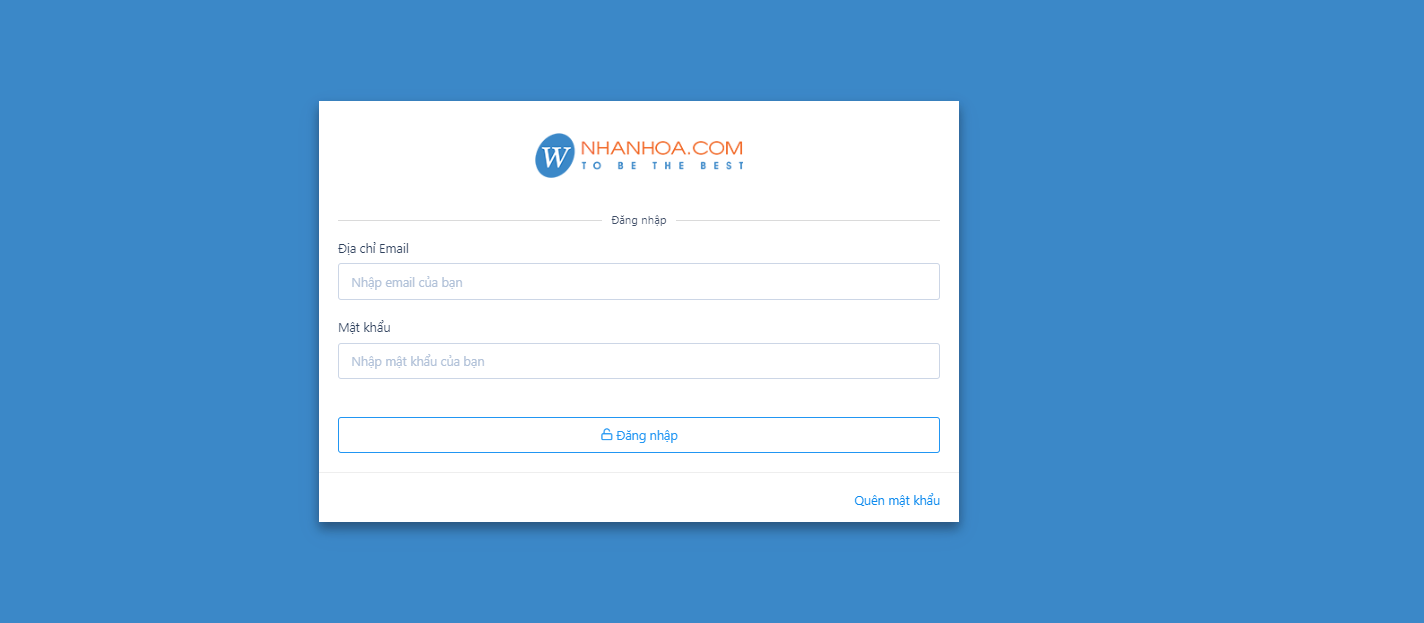 W NHANHOA.COM
TO BE THE BEST
Đăng nhập
Địa chỉ Email
Nhập email của bạn
Mật khẩu
Nhập mật khẩu của bạn
Đăng nhập
Quên mật khẩu